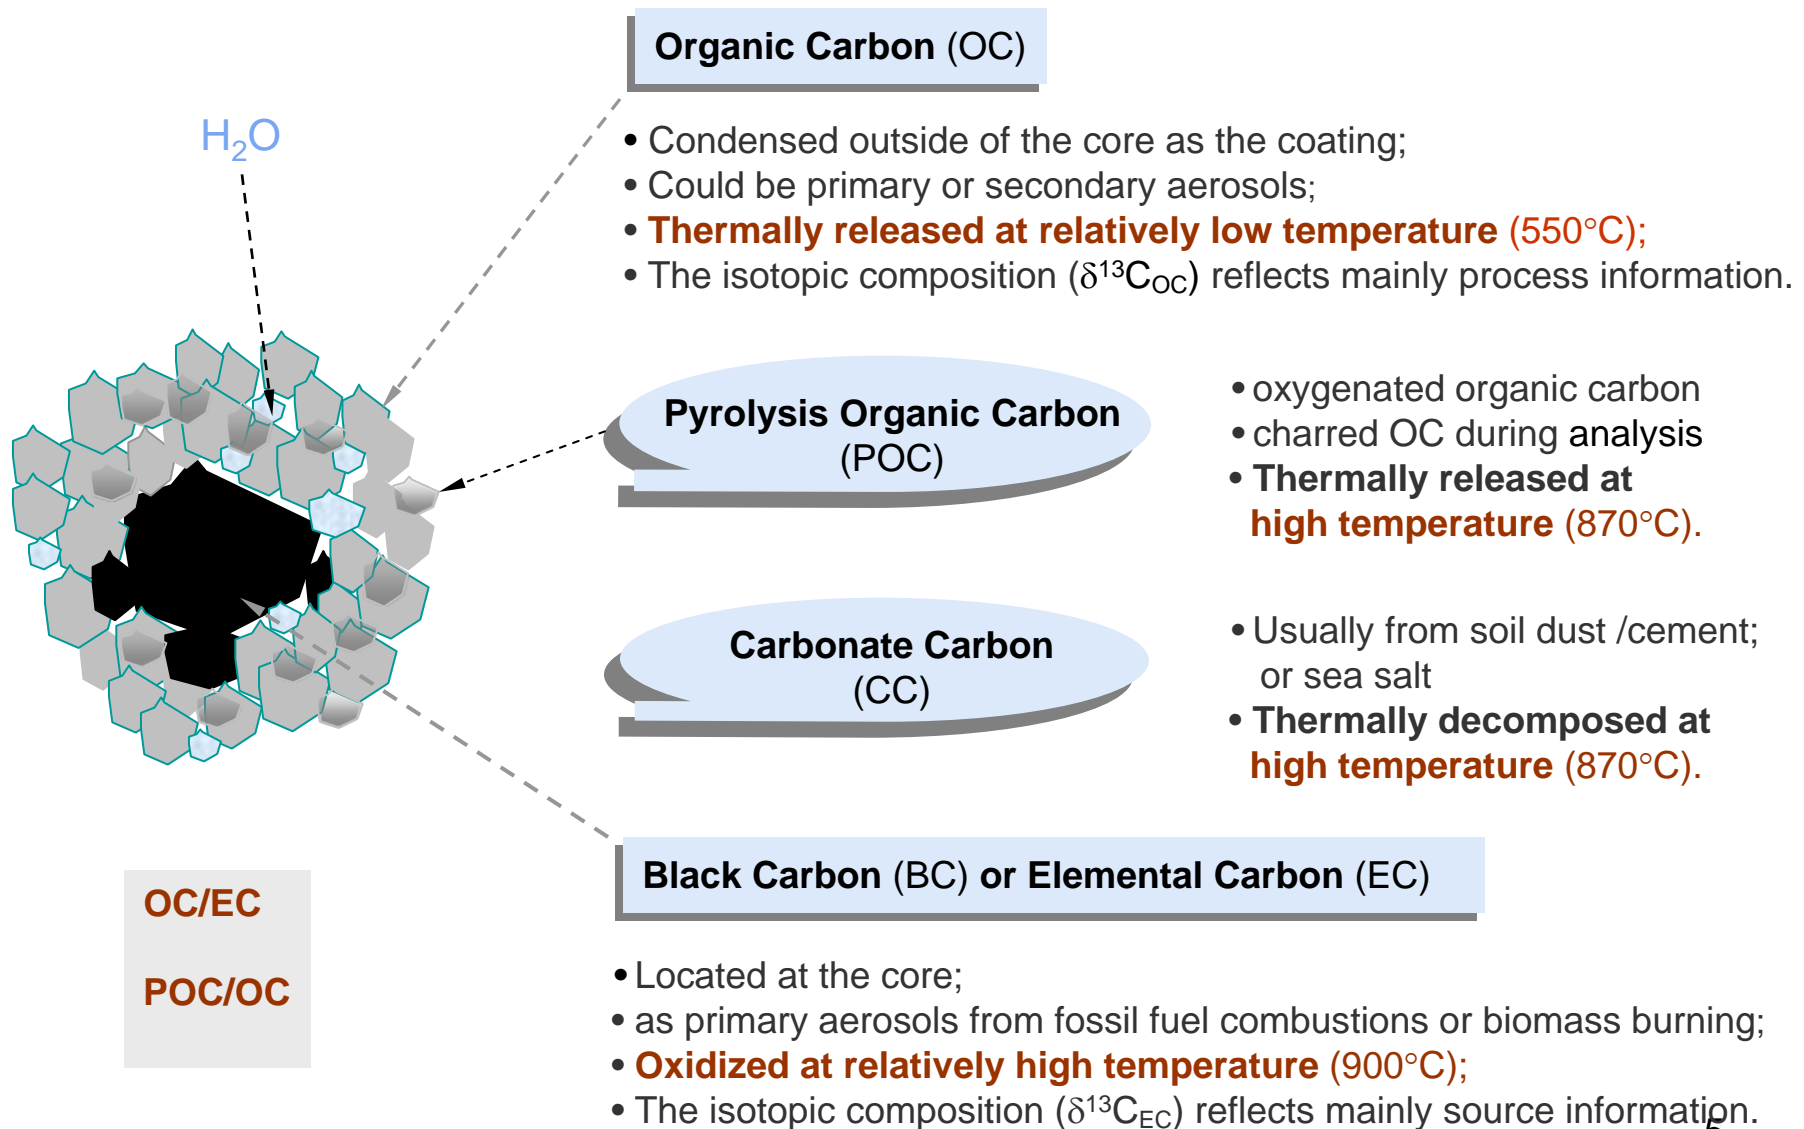 Organic Carbon (OC)
H₂O
• Condensed outside of the core as the coating;
• Could be primary or secondary aerosols;
• Thermally released at relatively low temperature (550°C);
• The isotopic composition (δ¹³C_OC) reflects mainly process information.
Pyrolysis Organic Carbon
(POC)
• oxygenated organic carbon
• charred OC during analysis
• Thermally released at
high temperature (870°C).
Carbonate Carbon
(CC)
• Usually from soil dust /cement;
or sea salt
• Thermally decomposed at
high temperature (870°C).
Black Carbon (BC) or Elemental Carbon (EC)
OC/EC
POC/OC
• Located at the core;
• as primary aerosols from fossil fuel combustions or biomass burning;
• Oxidized at relatively high temperature (900°C);
• The isotopic composition (δ¹³C_EC) reflects mainly source information.
5